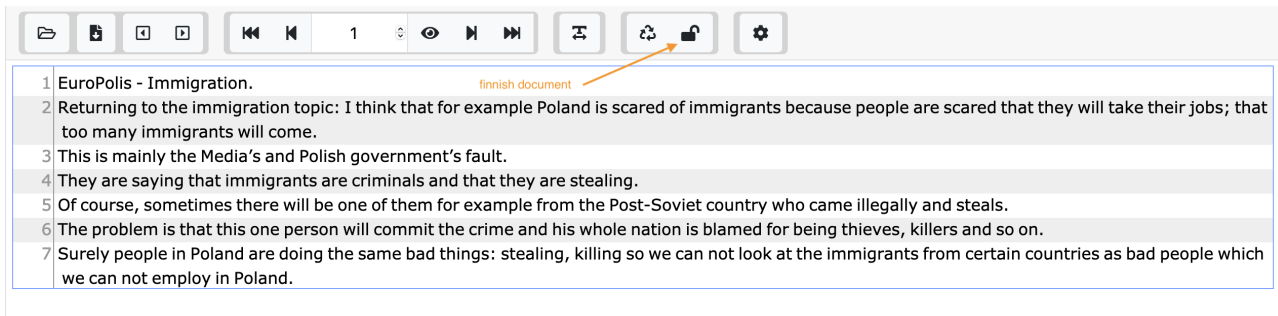 1
finnish document
1 EuroPolis - Immigration.
2 Returning to the immigration topic: I think that for example Poland is scared of immigrants because people are scared that they will take their jobs; that
too many immigrants will come.
3 This is mainly the Media’s and Polish government’s fault.
4 They are saying that immigrants are criminals and that they are stealing.
5 Of course, sometimes there will be one of them for example from the Post-Soviet country who came illegally and steals.
6 The problem is that this one person will commit the crime and his whole nation is blamed for being thieves, killers and so on.
7 Surely people in Poland are doing the same bad things: stealing, killing so we can not look at the immigrants from certain countries as bad people which
we can not employ in Poland.